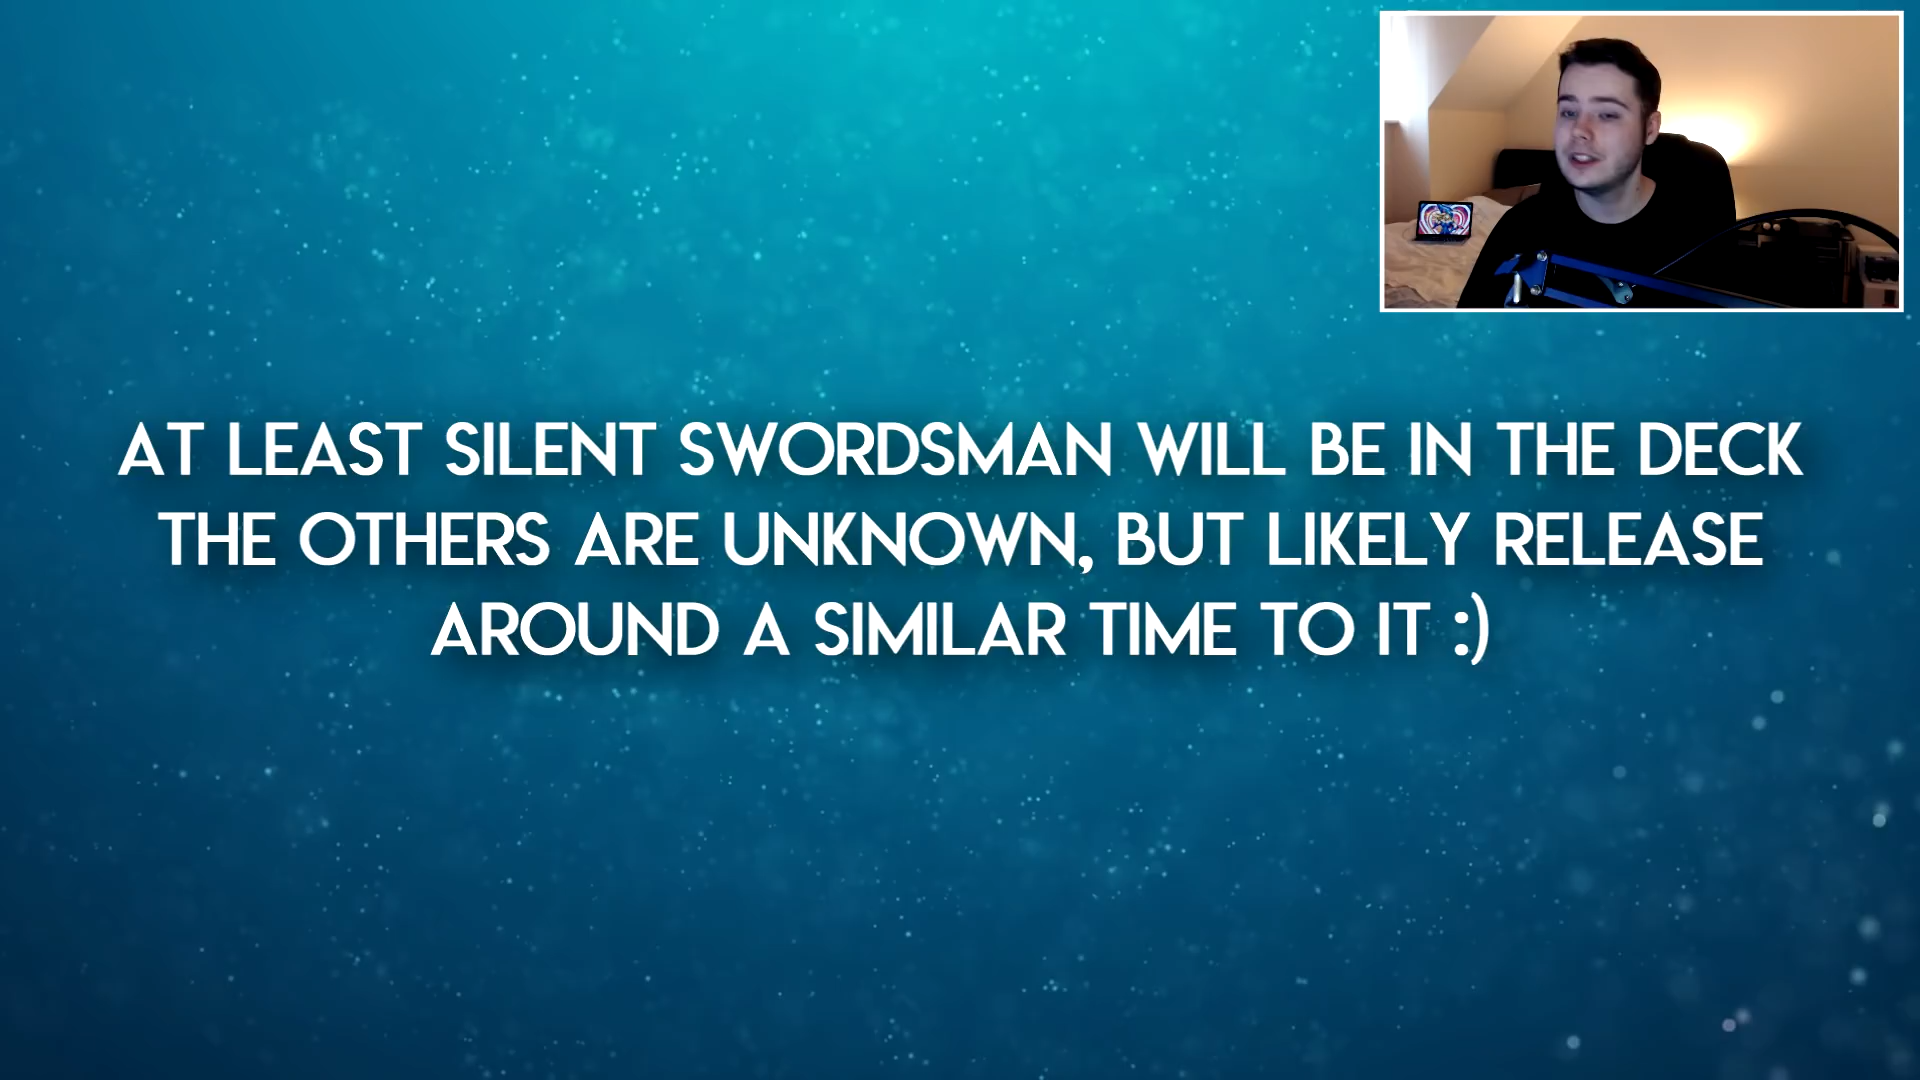 AT LEAST SILENT SWORDSMAN WILL BE IN THE DECK
THE OTHERS ARE UNKNOWN, BUT LIKELY RELEASE
AROUND A SIMILAR TIME TO IT :)